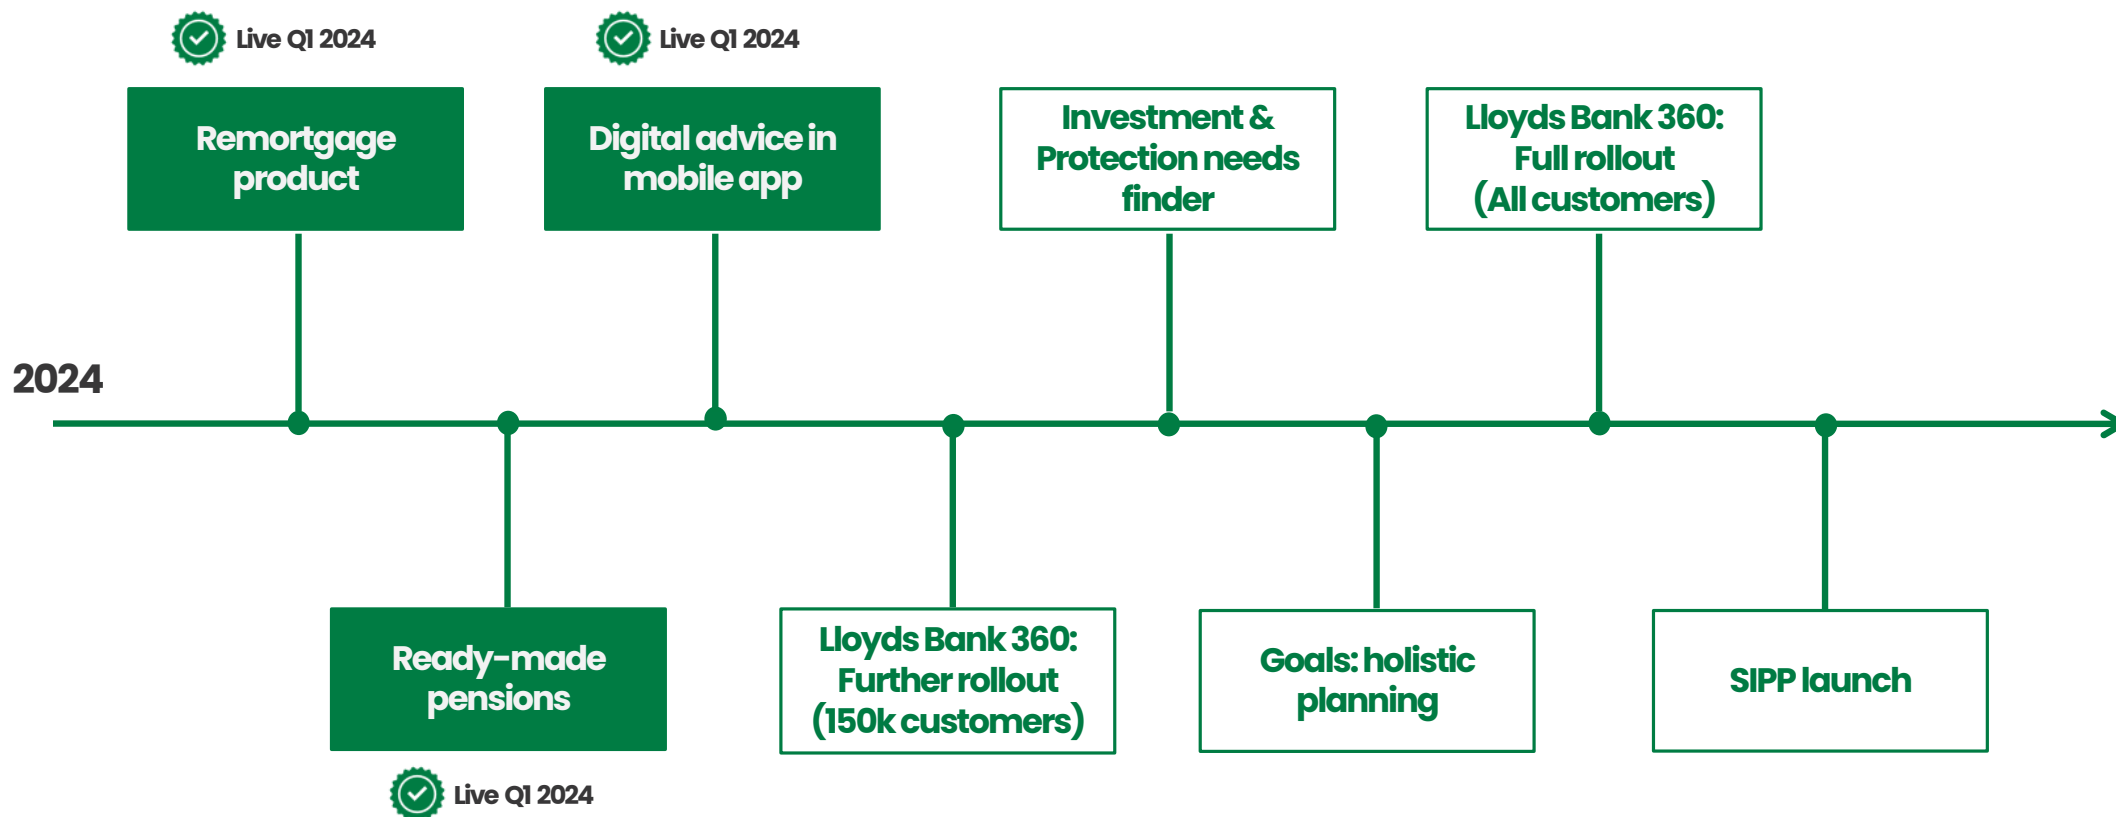 Live Q1 2024
Live Q1 2024
Remortgage
product
Digital advice in
mobile app
Investment &
Protection needs
finder
Lloyds Bank 360:
Full rollout
(All customers)
2024
Ready-made
pensions
Lloyds Bank 360:
Further rollout
(150k customers)
Goals: holistic
planning
SIPP launch
Live Q1 2024